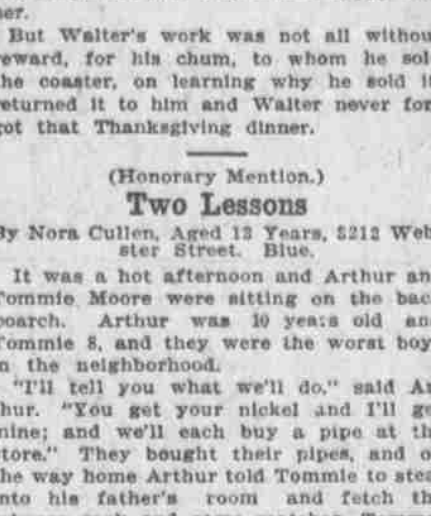 ner.
But Walter's work was not all withou
reward, for his chum, to whom he sol
the coaster, on learning why he sold it
returned it to him and Walter never for
got that Thanksgiving dinner.
(Honorary Mention.)
Two Lessons
By Nora Cullen, Aged 13 Years, 3212 Web
ster Street. Blue.
It was a hot afternoon and Arthur an
Tommie Moore were sitting on the bac
poarch. Arthur was 10 years old an
Tommie 8, and they were the worst boy
in the neighborhood.
"I'll tell you what we'll do," said Ar
thur. "You get your nickel and I'll ge
mine; and we'll each buy a pipe at th
store." They bought their pipes, and o
the way home Arthur told Tommie to stea
into his father's room and fetch th